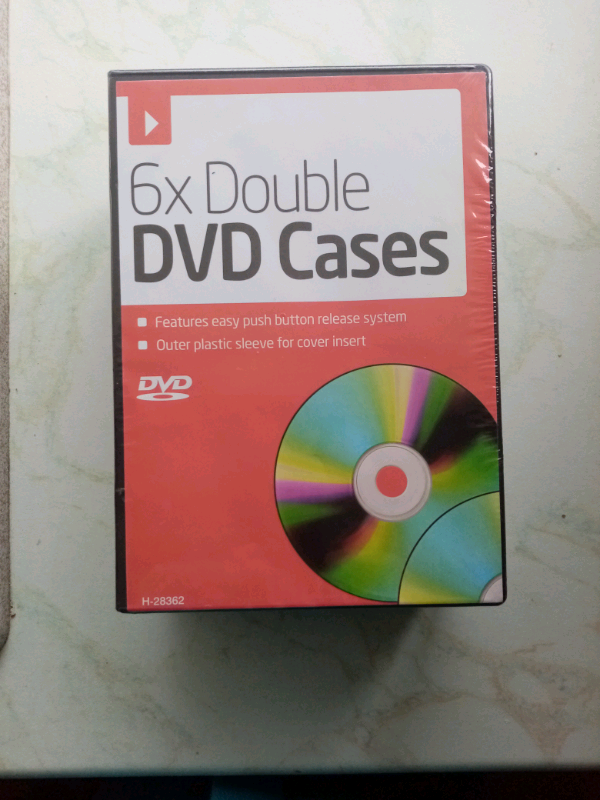 6x Double
DVD Cases
Features easy push button release system
Outer plastic sleeve for cover insert
DVD
H-28362